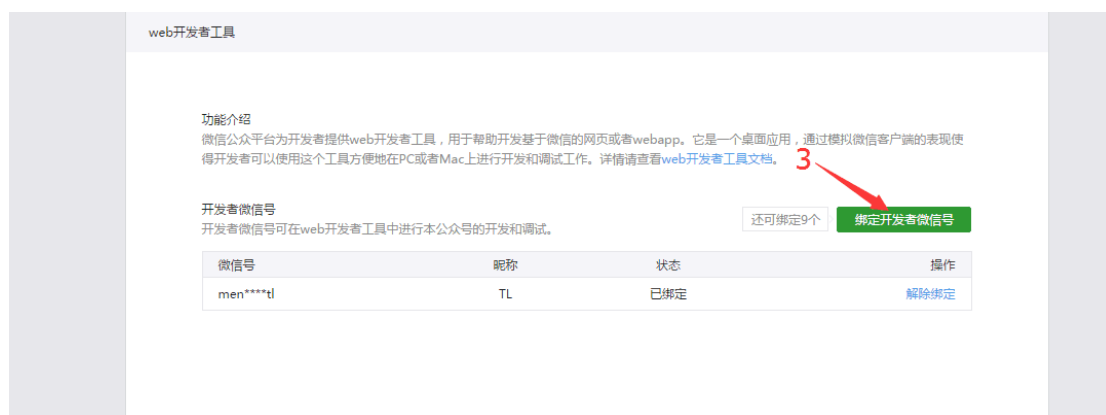 web开发者工具
功能介绍
微信公众平台为开发者提供web开发者工具，用于帮助开发基于微信的网页或者webapp。它是一个桌面应用，通过模拟微信客户端的表现使
得开发者可以使用这个工具方便地在PC或者Mac上进行开发和调试工作。详情请查看web开发者工具文档。
3
开发者微信号
还可绑定9个 绑定开发者微信号
开发者微信号可在web开发者工具中进行本公众号的开发和调试。
微信号 昵称 状态 操作
men****tl TL 已绑定 解除绑定